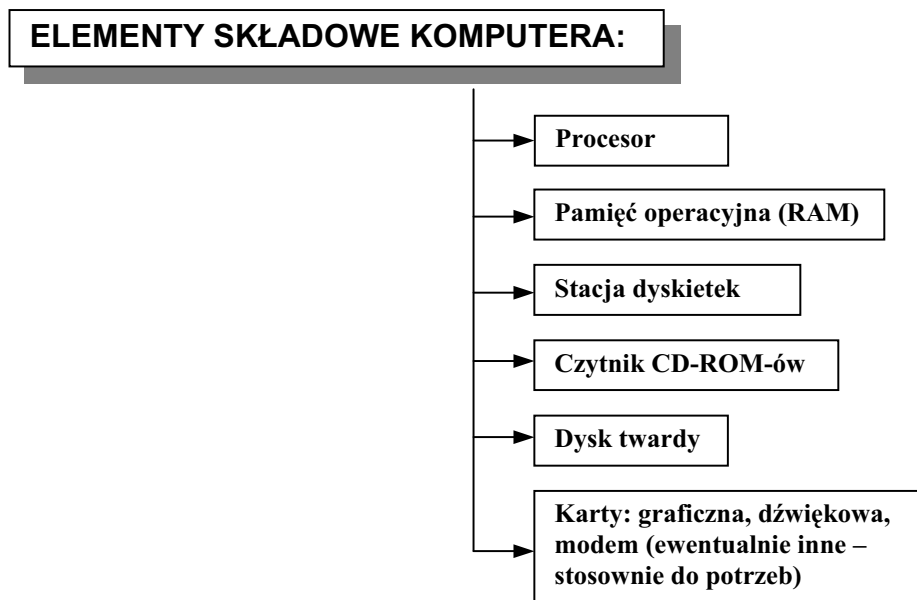 ELEMENTY SKŁADOWE KOMPUTERA:
Procesor
Pamięć operacyjna (RAM)
Stacja dyskietek
Czytnik CD-ROM-ów
Dysk twardy
Karty: graficzna, dźwiękowa,
modem (ewentualnie inne –
stosownie do potrzeb)